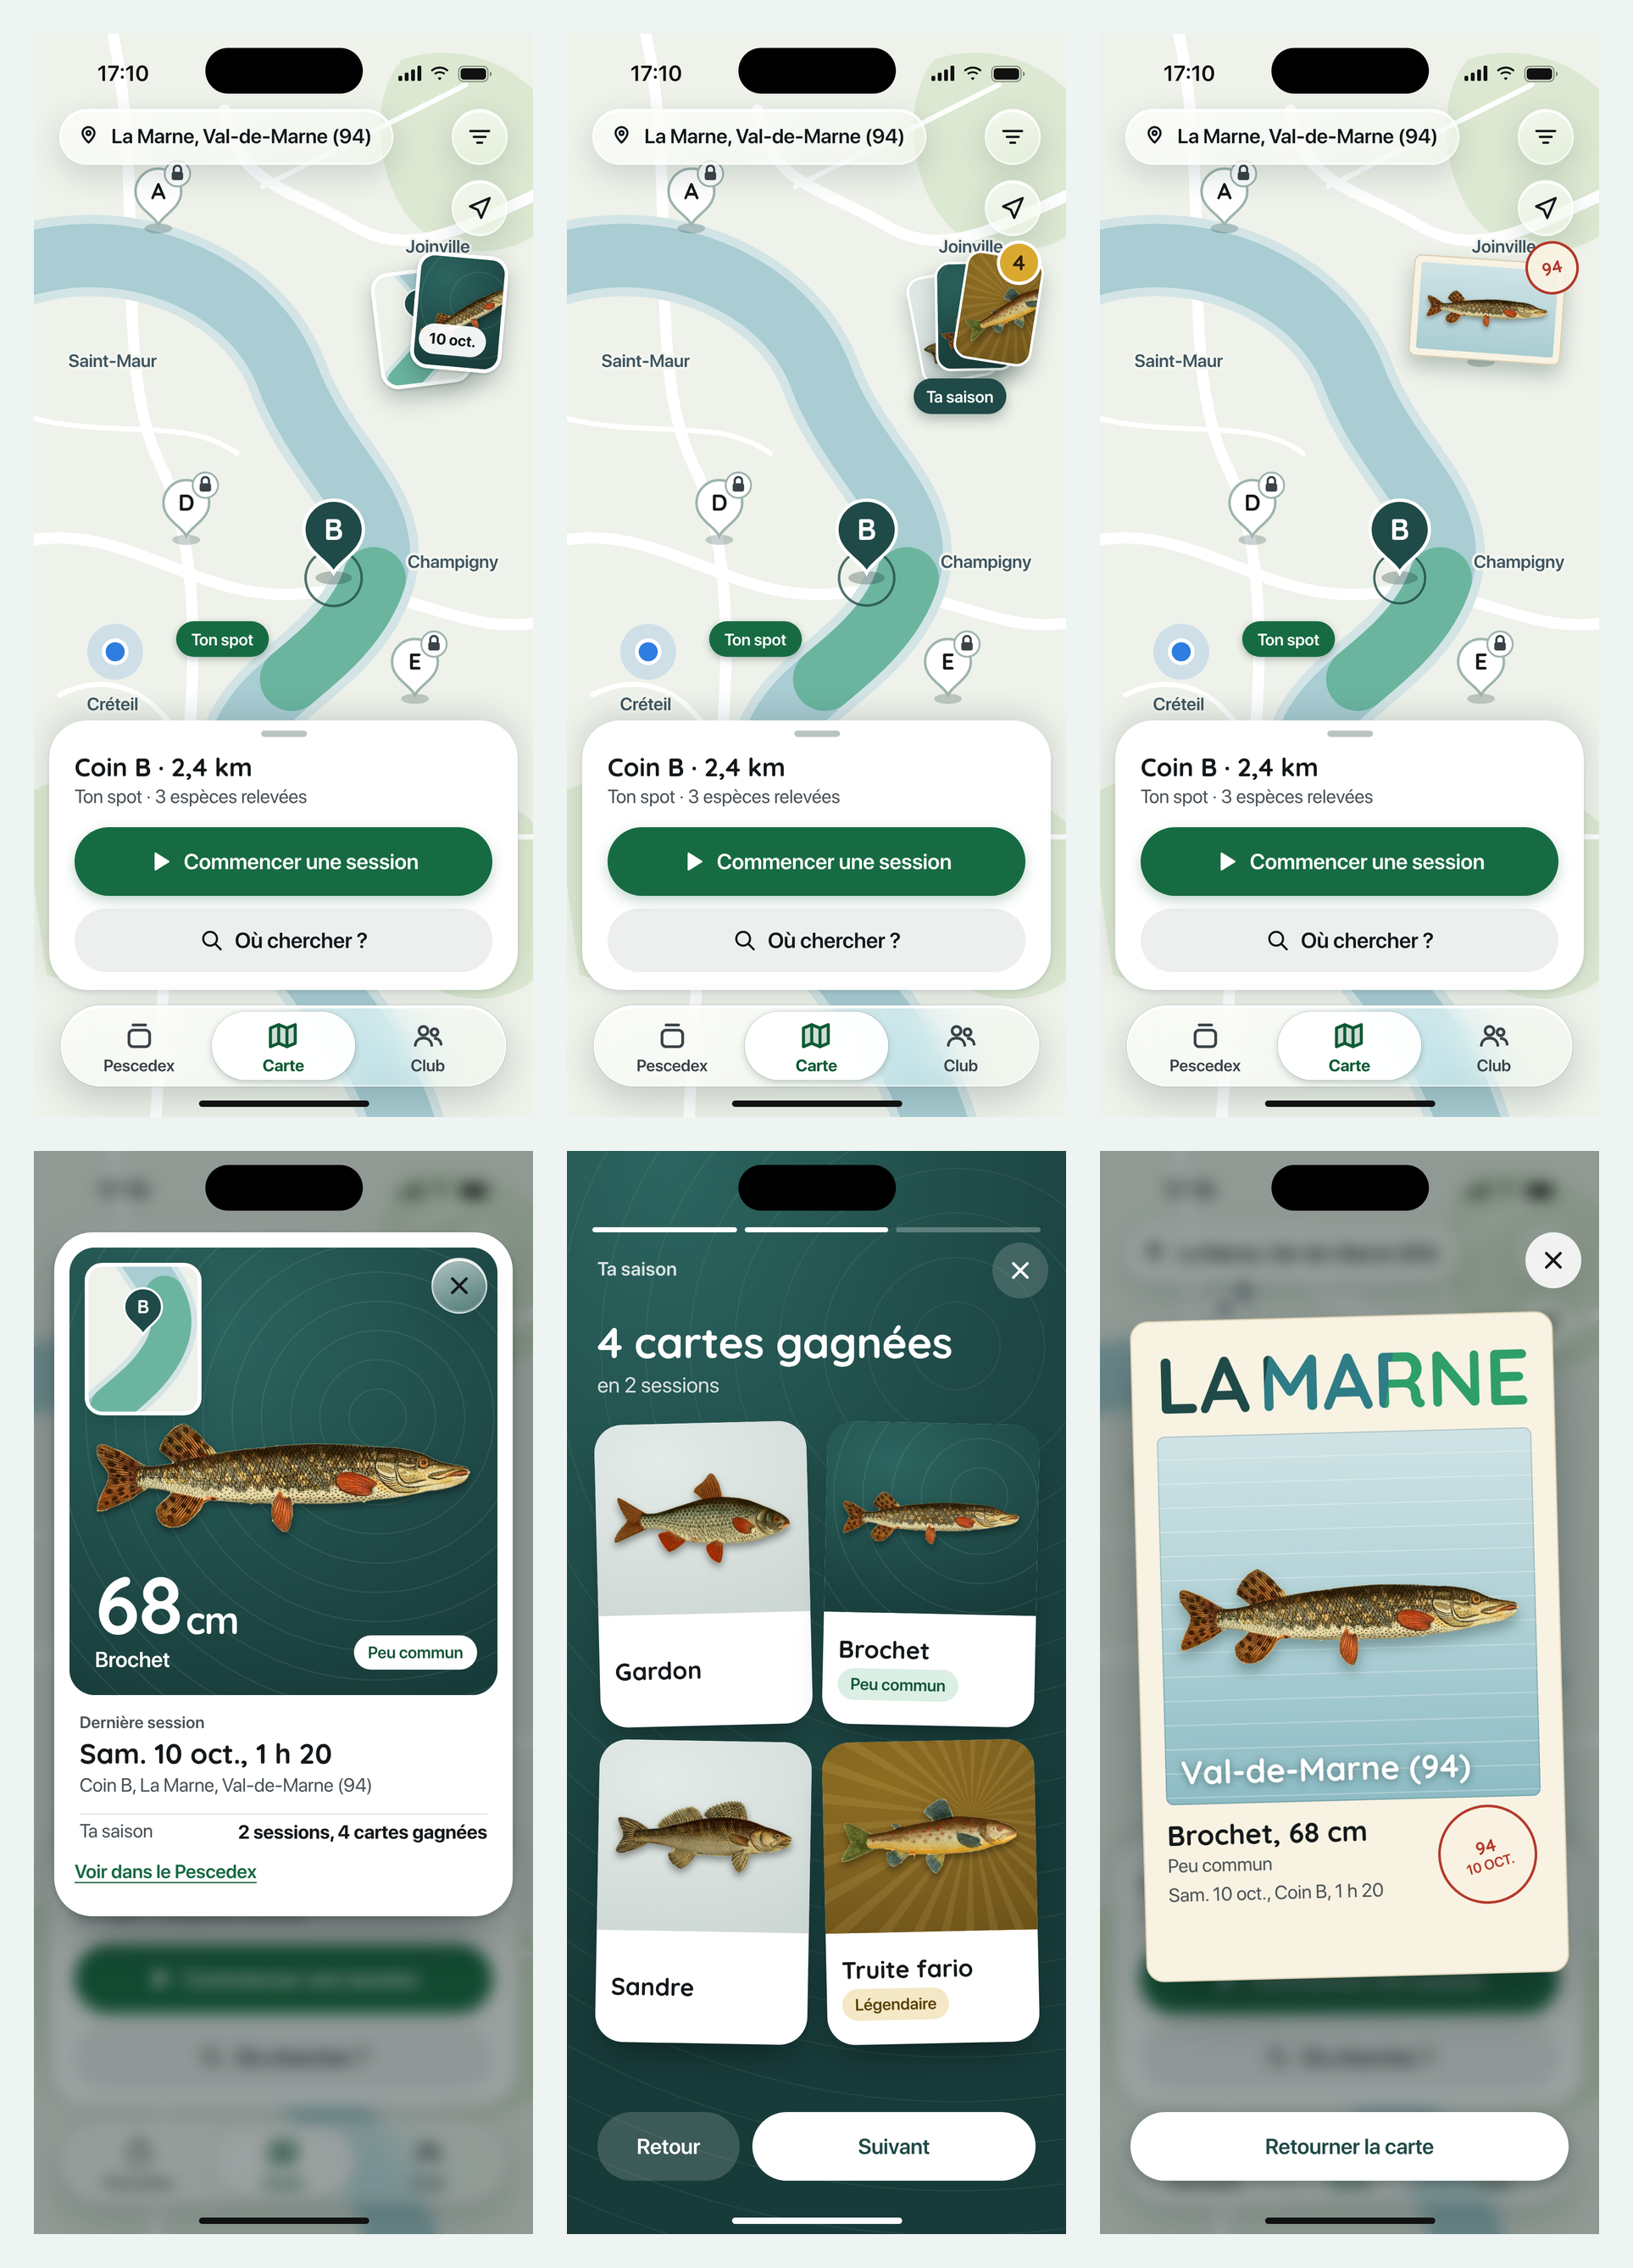 17:10
La Marne, Val-de-Marne (94)
A
Joinville
10 oct.
Saint-Maur
D
B
Champigny
Ton spot
E
Créteil
Coin B · 2,4 km
Ton spot · 3 espèces relevées
Commencer une session
Où chercher ?
Pescedex
Carte
Club
17:10
La Marne, Val-de-Marne (94)
A
Joinville
4
Saint-Maur
Ta saison
D
B
Champigny
Ton spot
E
Créteil
Coin B · 2,4 km
Ton spot · 3 espèces relevées
Commencer une session
Où chercher ?
Pescedex
Carte
Club
17:10
La Marne, Val-de-Marne (94)
A
Joinville
94
Saint-Maur
D
B
Champigny
Ton spot
E
Créteil
Coin B · 2,4 km
Ton spot · 3 espèces relevées
Commencer une session
Où chercher ?
Pescedex
Carte
Club
B
68 cm
Brochet
Peu commun
Dernière session
Sam. 10 oct., 1 h 20
Coin B, La Marne, Val-de-Marne (94)
Ta saison
2 sessions, 4 cartes gagnées
Voir dans le Pescedex
Ta saison
4 cartes gagnées
en 2 sessions
Gardon
Brochet
Peu commun
Sandre
Truite fario
Légendaire
Retour
Suivant
LA MARNE
Val-de-Marne (94)
Brochet, 68 cm
Peu commun
Sam. 10 oct., Coin B, 1 h 20
94
10 OCT.
Retourner la carte